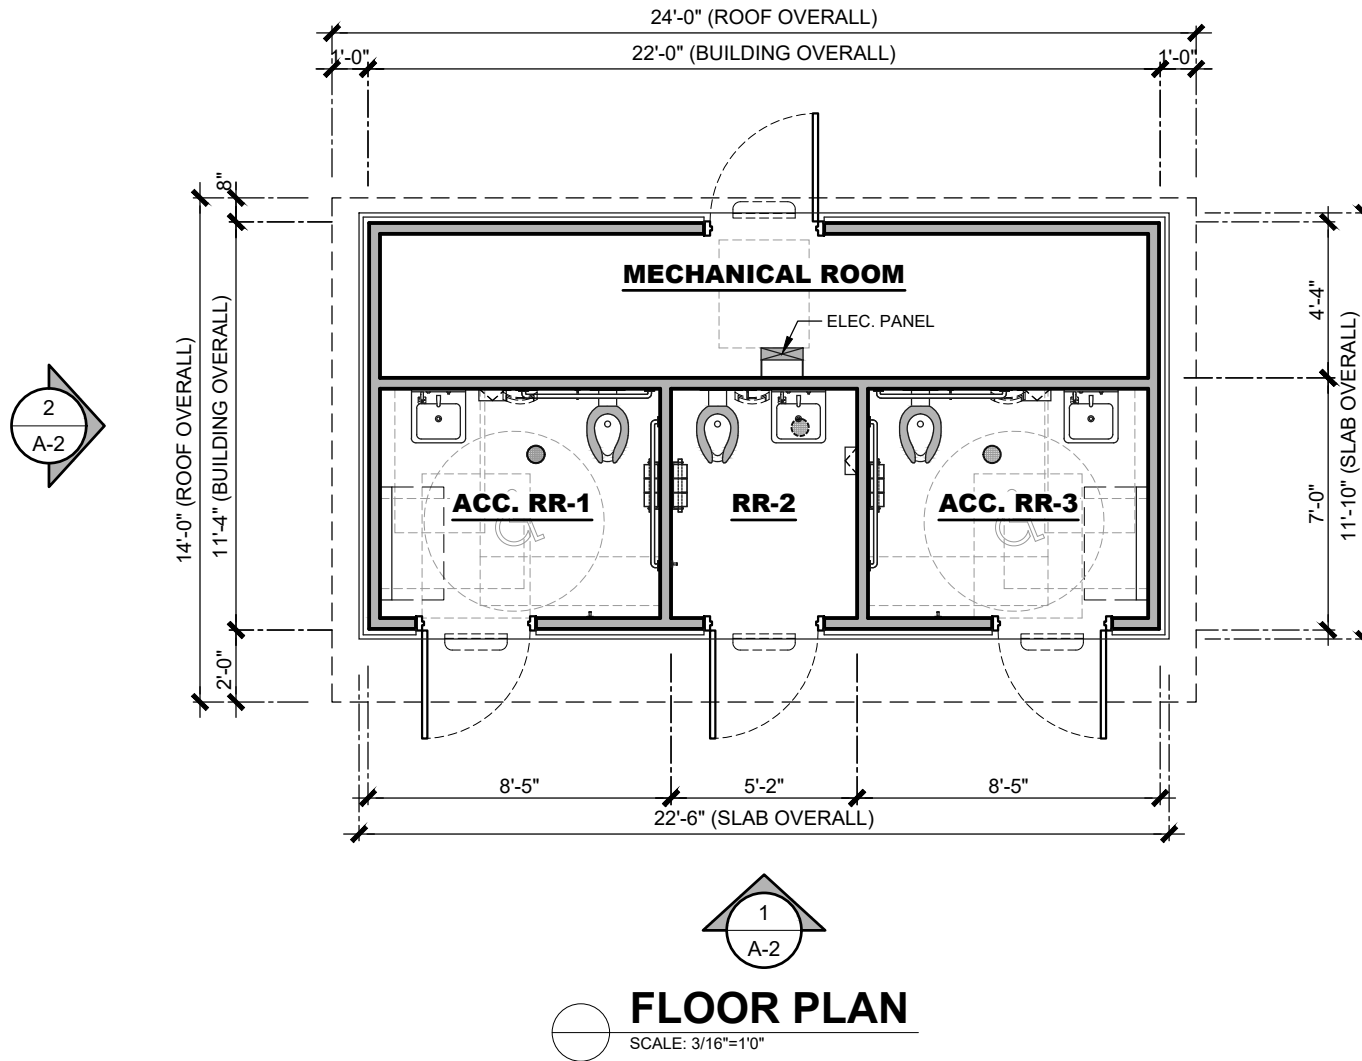 24'-0" (ROOF OVERALL)
1'-0"
22'-0" (BUILDING OVERALL)
1'-0"
8"
14'-0" (ROOF OVERALL)
11'-4" (BUILDING OVERALL)
2'-0"
MECHANICAL ROOM
ELEC. PANEL
4'-4"
7'-0"
11'-10" (SLAB OVERALL)
2
A-2
ACC. RR-1
RR-2
ACC. RR-3
8'-5"
5'-2"
8'-5"
22'-6" (SLAB OVERALL)
1
A-2
FLOOR PLAN
SCALE: 3/16"=1'0"